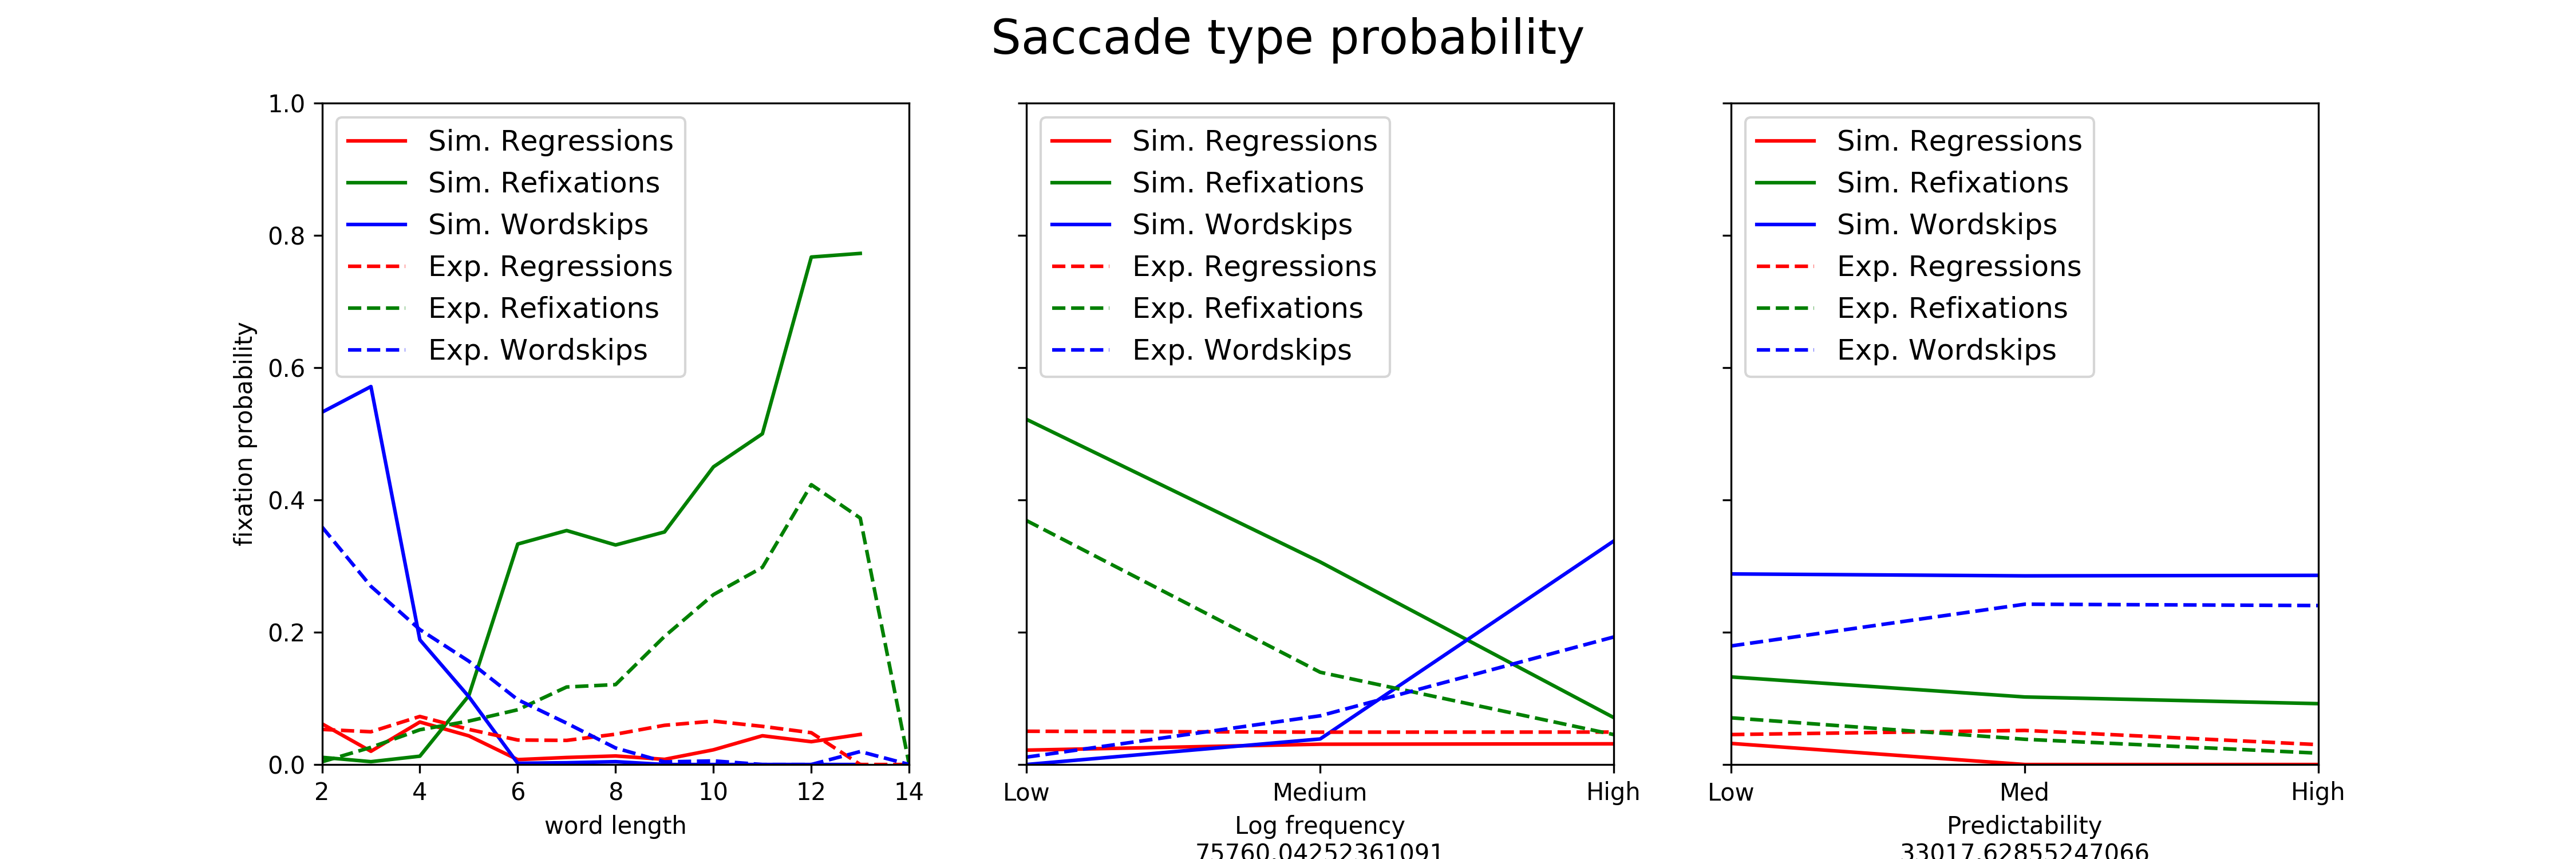 Saccade type probability
fixation probability
1.0
0.8
0.6
0.4
0.2
0.0
Sim. Regressions
Sim. Refixations
Sim. Wordskips
Exp. Regressions
Exp. Refixations
Exp. Wordskips
2 4 6 8 10 12 14
word length
Sim. Regressions
Sim. Refixations
Sim. Wordskips
Exp. Regressions
Exp. Refixations
Exp. Wordskips
Low Medium High
Log frequency
75760.04252361091
Sim. Regressions
Sim. Refixations
Sim. Wordskips
Exp. Regressions
Exp. Refixations
Exp. Wordskips
Low Med High
Predictability
33017.62855247066